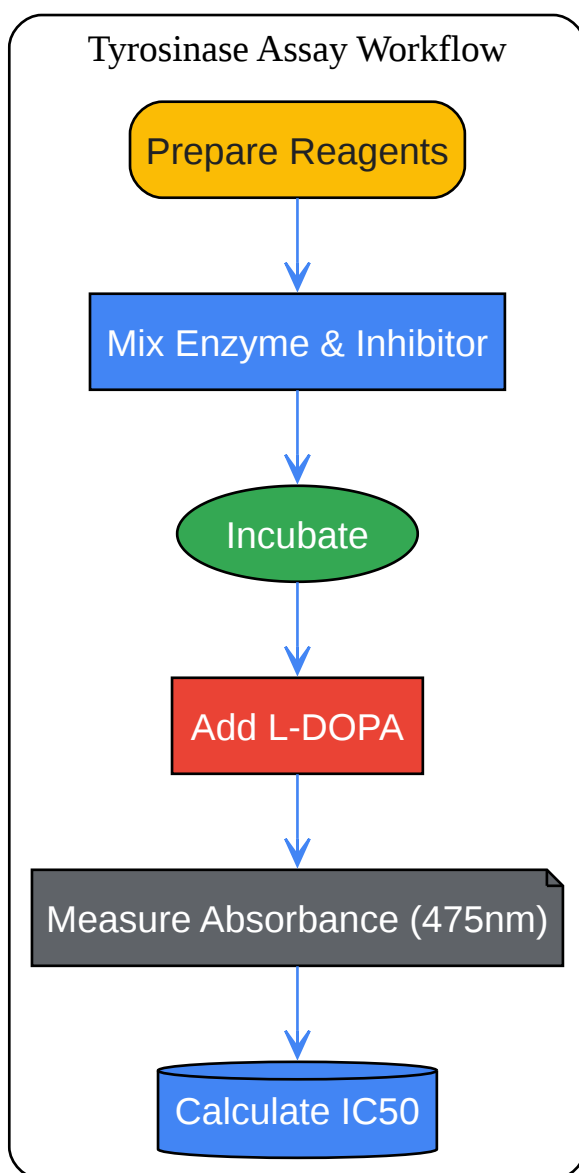 Tyrosinase Assay Workflow
Prepare Reagents
Mix Enzyme & Inhibitor
Incubate
Add L-DOPA
Measure Absorbance (475nm)
Calculate IC50